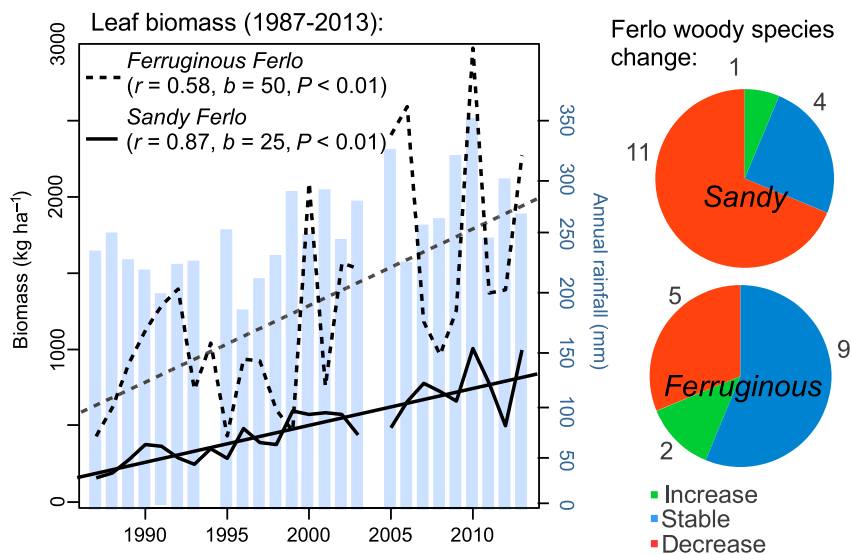 Leaf biomass (1987-2013):
Ferruginous Ferlo
(r = 0.58, b = 50, P < 0.01)
Sandy Ferlo
(r = 0.87, b = 25, P < 0.01)
Biomass (kg ha⁻¹)
3000
2000
1000
0
1990
1995
2000
2005
2010
350
300
250
200
150
100
50
0
Annual rainfall (mm)
Ferlo woody species
change:
1
4
11
Sandy
5
9
2
Ferruginous
Increase
Stable
Decrease